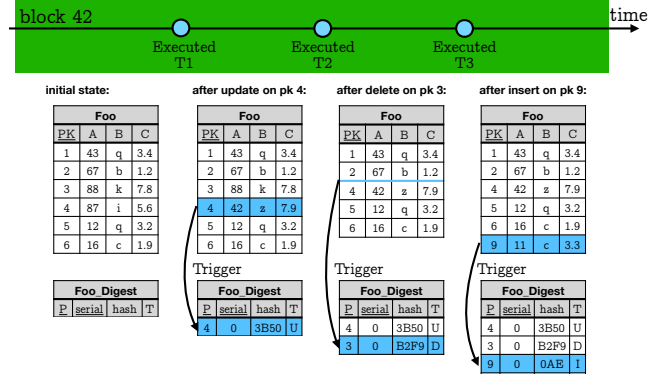 block 42
time
Executed T1
Executed T2
Executed T3
initial state:
Foo
PK A B C
1 43 q 3.4
2 67 b 1.2
3 88 k 7.8
4 87 i 5.6
5 12 q 3.2
6 16 c 1.9
Foo_Digest
P serial hash T
after update on pk 4:
Foo
PK A B C
1 43 q 3.4
2 67 b 1.2
3 88 k 7.8
4 42 z 7.9
5 12 q 3.2
6 16 c 1.9
Trigger
Foo_Digest
P serial hash T
4 0 3B50 U
after delete on pk 3:
Foo
PK A B C
1 43 q 3.4
2 67 b 1.2
4 42 z 7.9
5 12 q 3.2
6 16 c 1.9
Trigger
Foo_Digest
P serial hash T
4 0 3B50 U
3 0 B2F9 D
after insert on pk 9:
Foo
PK A B C
1 43 q 3.4
2 67 b 1.2
4 42 z 7.9
5 12 q 3.2
6 16 c 1.9
9 11 c 3.3
Trigger
Foo_Digest
P serial hash T
4 0 3B50 U
3 0 B2F9 D
9 0 0AE I